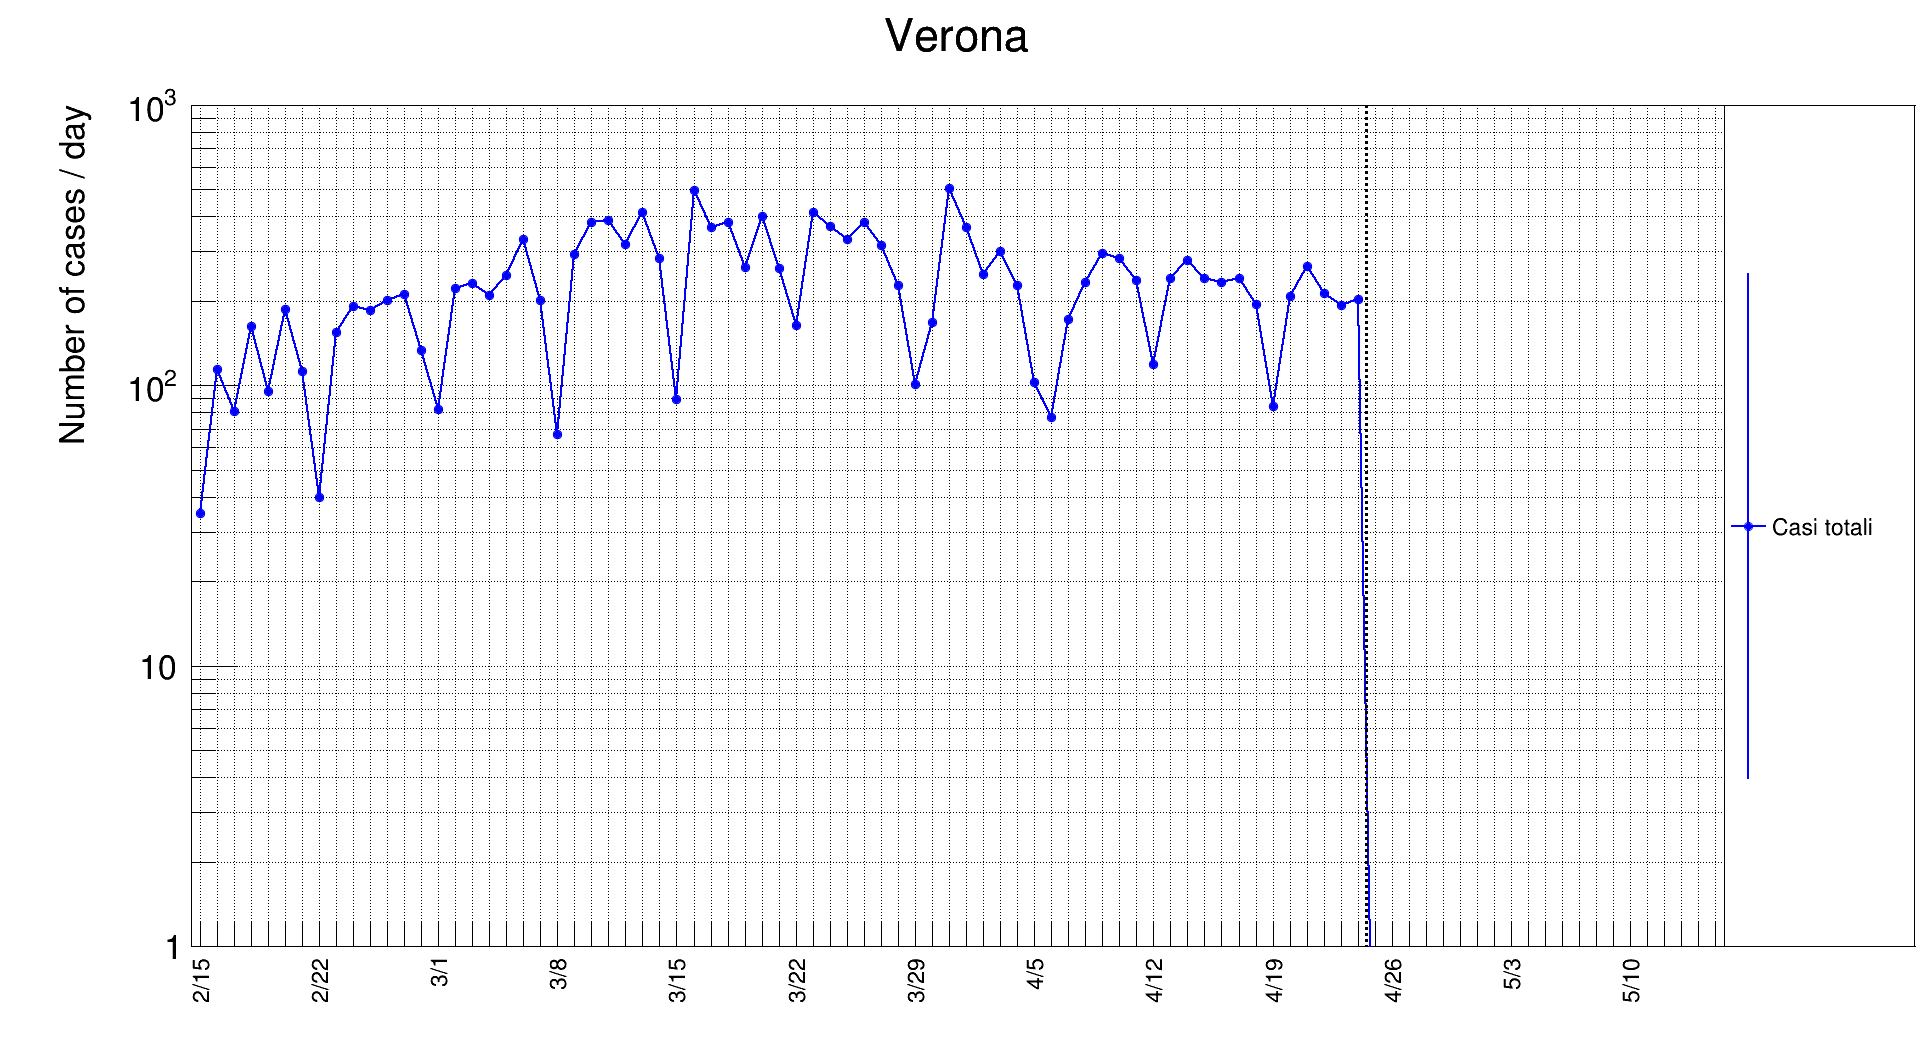 Verona
Number of cases / day
10³
10²
10
1
2/15 2/22 3/1 3/8 3/15 3/22 3/29 4/5 4/12 4/19 4/26 5/3 5/10
Casi totali